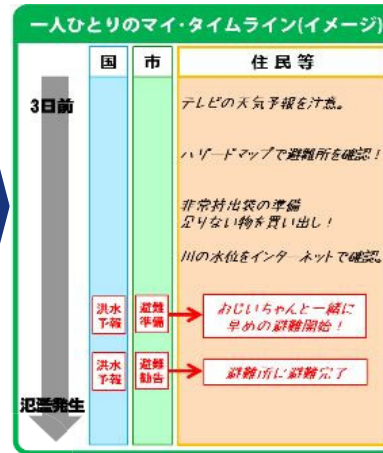 一人ひとりのマイ・タイムライン(イメージ)
国 市 住民等
3日前
テレビの天気予報を注意。
ハザードマップで避難所を確認！
非常持出袋の準備
足りない物を買い出し！
川の水位をインターネットで確認。
洪水
予報
避難
準備
おじいちゃんと一緒に
早めの避難開始！
洪水
予報
避難
勧告
避難所に避難完了
氾濫発生